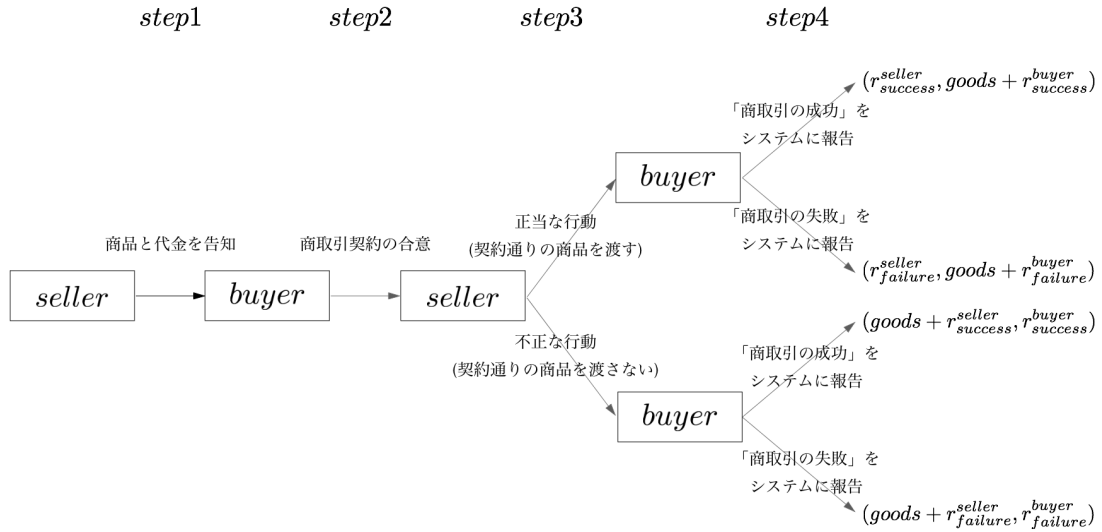 step1 step2 step3 step4
(r^{seller}_{success}, goods + r^{buyer}_{success})
「商取引の成功」を
システムに報告
buyer
正当な行動
(契約通りの商品を渡す)
「商取引の失敗」を
システムに報告
(r^{seller}_{failure}, goods + r^{buyer}_{failure})
商品と代金を告知
商取引契約の合意
seller
buyer
seller
不正な行動
(契約通りの商品を渡さない)
(goods + r^{seller}_{success}, r^{buyer}_{success})
「商取引の成功」を
システムに報告
buyer
「商取引の失敗」を
システムに報告
(goods + r^{seller}_{failure}, r^{buyer}_{failure})